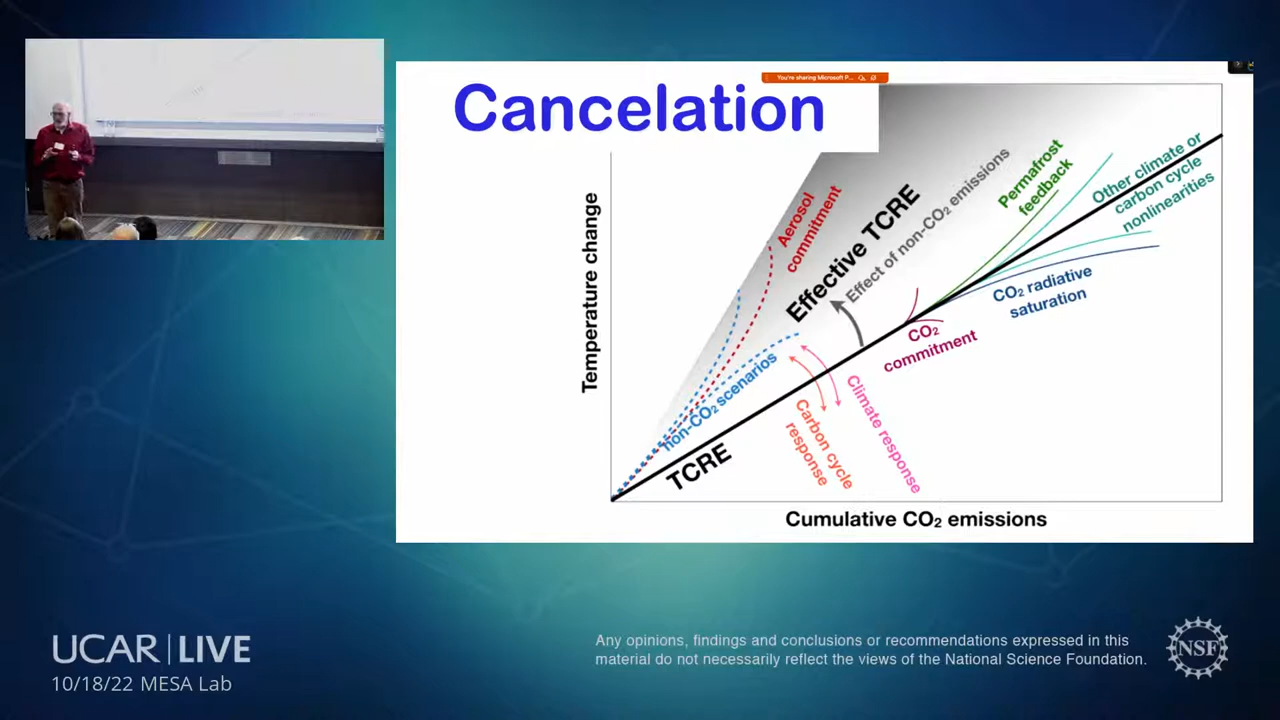 You're sharing Microsoft P...
Cancelation
Temperature change
Aerosol
commitment
Effective TCRE
Effect of non-CO₂ emissions
Permafrost
feedback
Other climate or
carbon cycle
nonlinearities
CO₂ radiative
saturation
CO₂
commitment
non-CO₂ scenarios
Climate response
Carbon cycle
response
TCRE
Cumulative CO₂ emissions
UCAR | LIVE
10/18/22 MESA Lab
Any opinions, findings and conclusions or recommendations expressed in this
material do not necessarily reflect the views of the National Science Foundation.
NSF